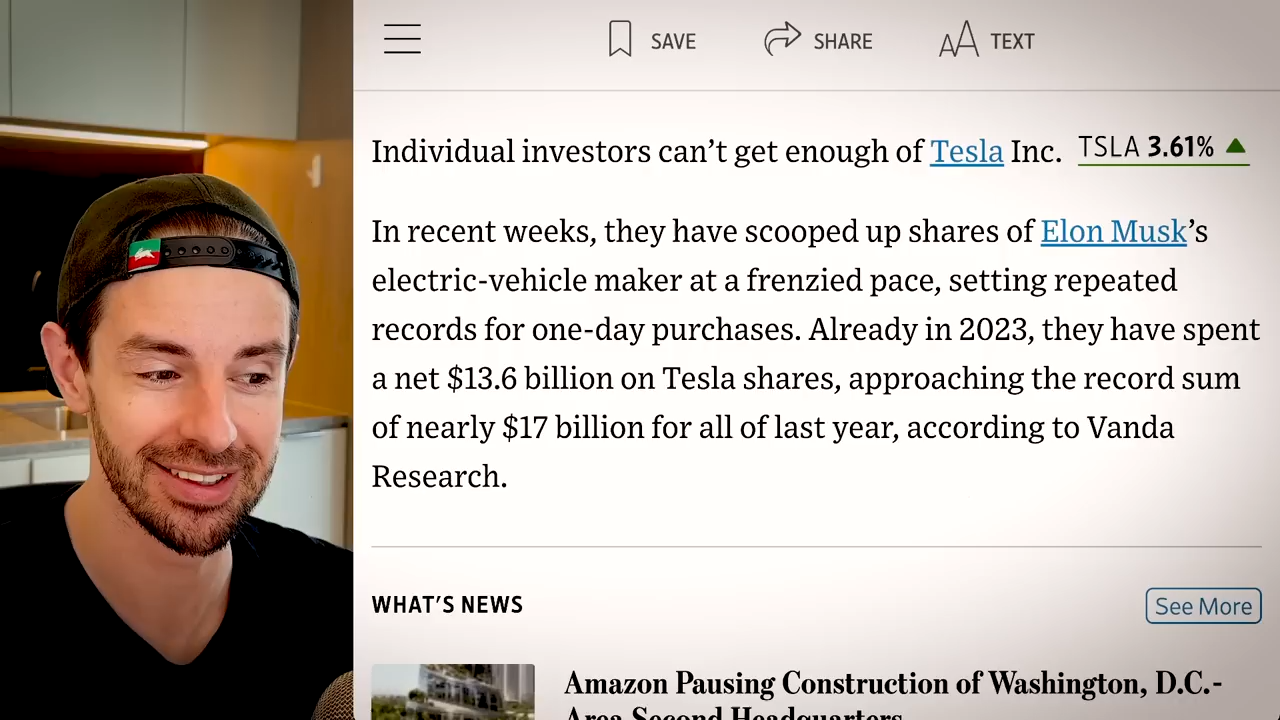 SAVE SHARE TEXT
Individual investors can’t get enough of Tesla Inc. TSLA 3.61% ▲
In recent weeks, they have scooped up shares of Elon Musk’s
electric-vehicle maker at a frenzied pace, setting repeated
records for one-day purchases. Already in 2023, they have spent
a net $13.6 billion on Tesla shares, approaching the record sum
of nearly $17 billion for all of last year, according to Vanda
Research.
WHAT’S NEWS See More
Amazon Pausing Construction of Washington, D.C.-
Area Second Headquarters